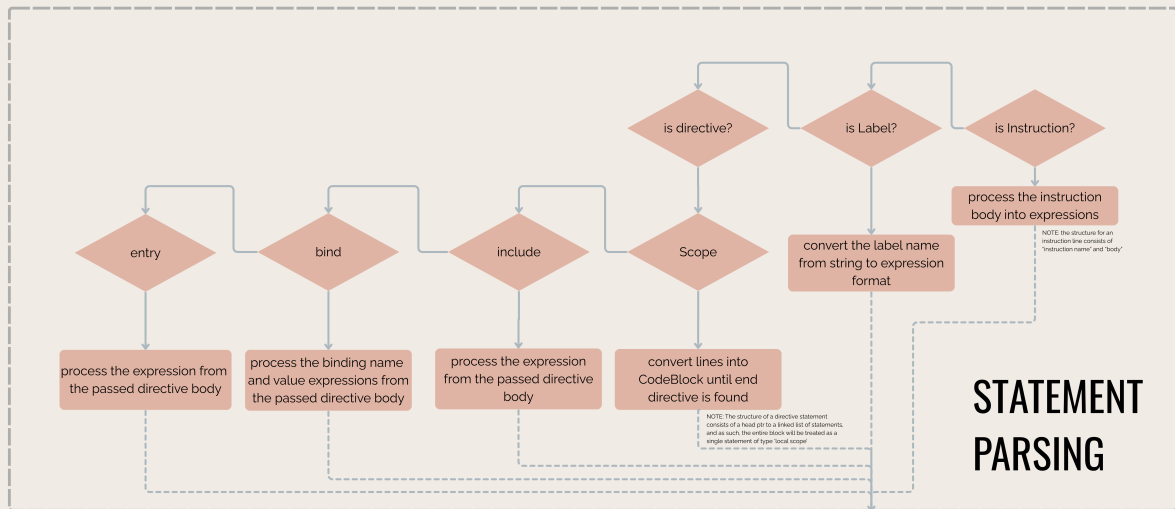 is directive?
is Label?
is Instruction?
process the instruction
body into expressions
NOTE: the structure for an
instruction line consists of
"instruction name" and "body"
entry
bind
include
Scope
convert the label name
from string to expression
format
process the expression from
the passed directive body
process the binding name
and value expressions from
the passed directive body
process the expression
from the passed directive
body
convert lines into
CodeBlock until end
directive is found
NOTE: The structure of a directive statement
consists of a head ptr to a linked list of statements,
and as such, the entire block will be treated as a
single statement of type 'local scope'
STATEMENT
PARSING